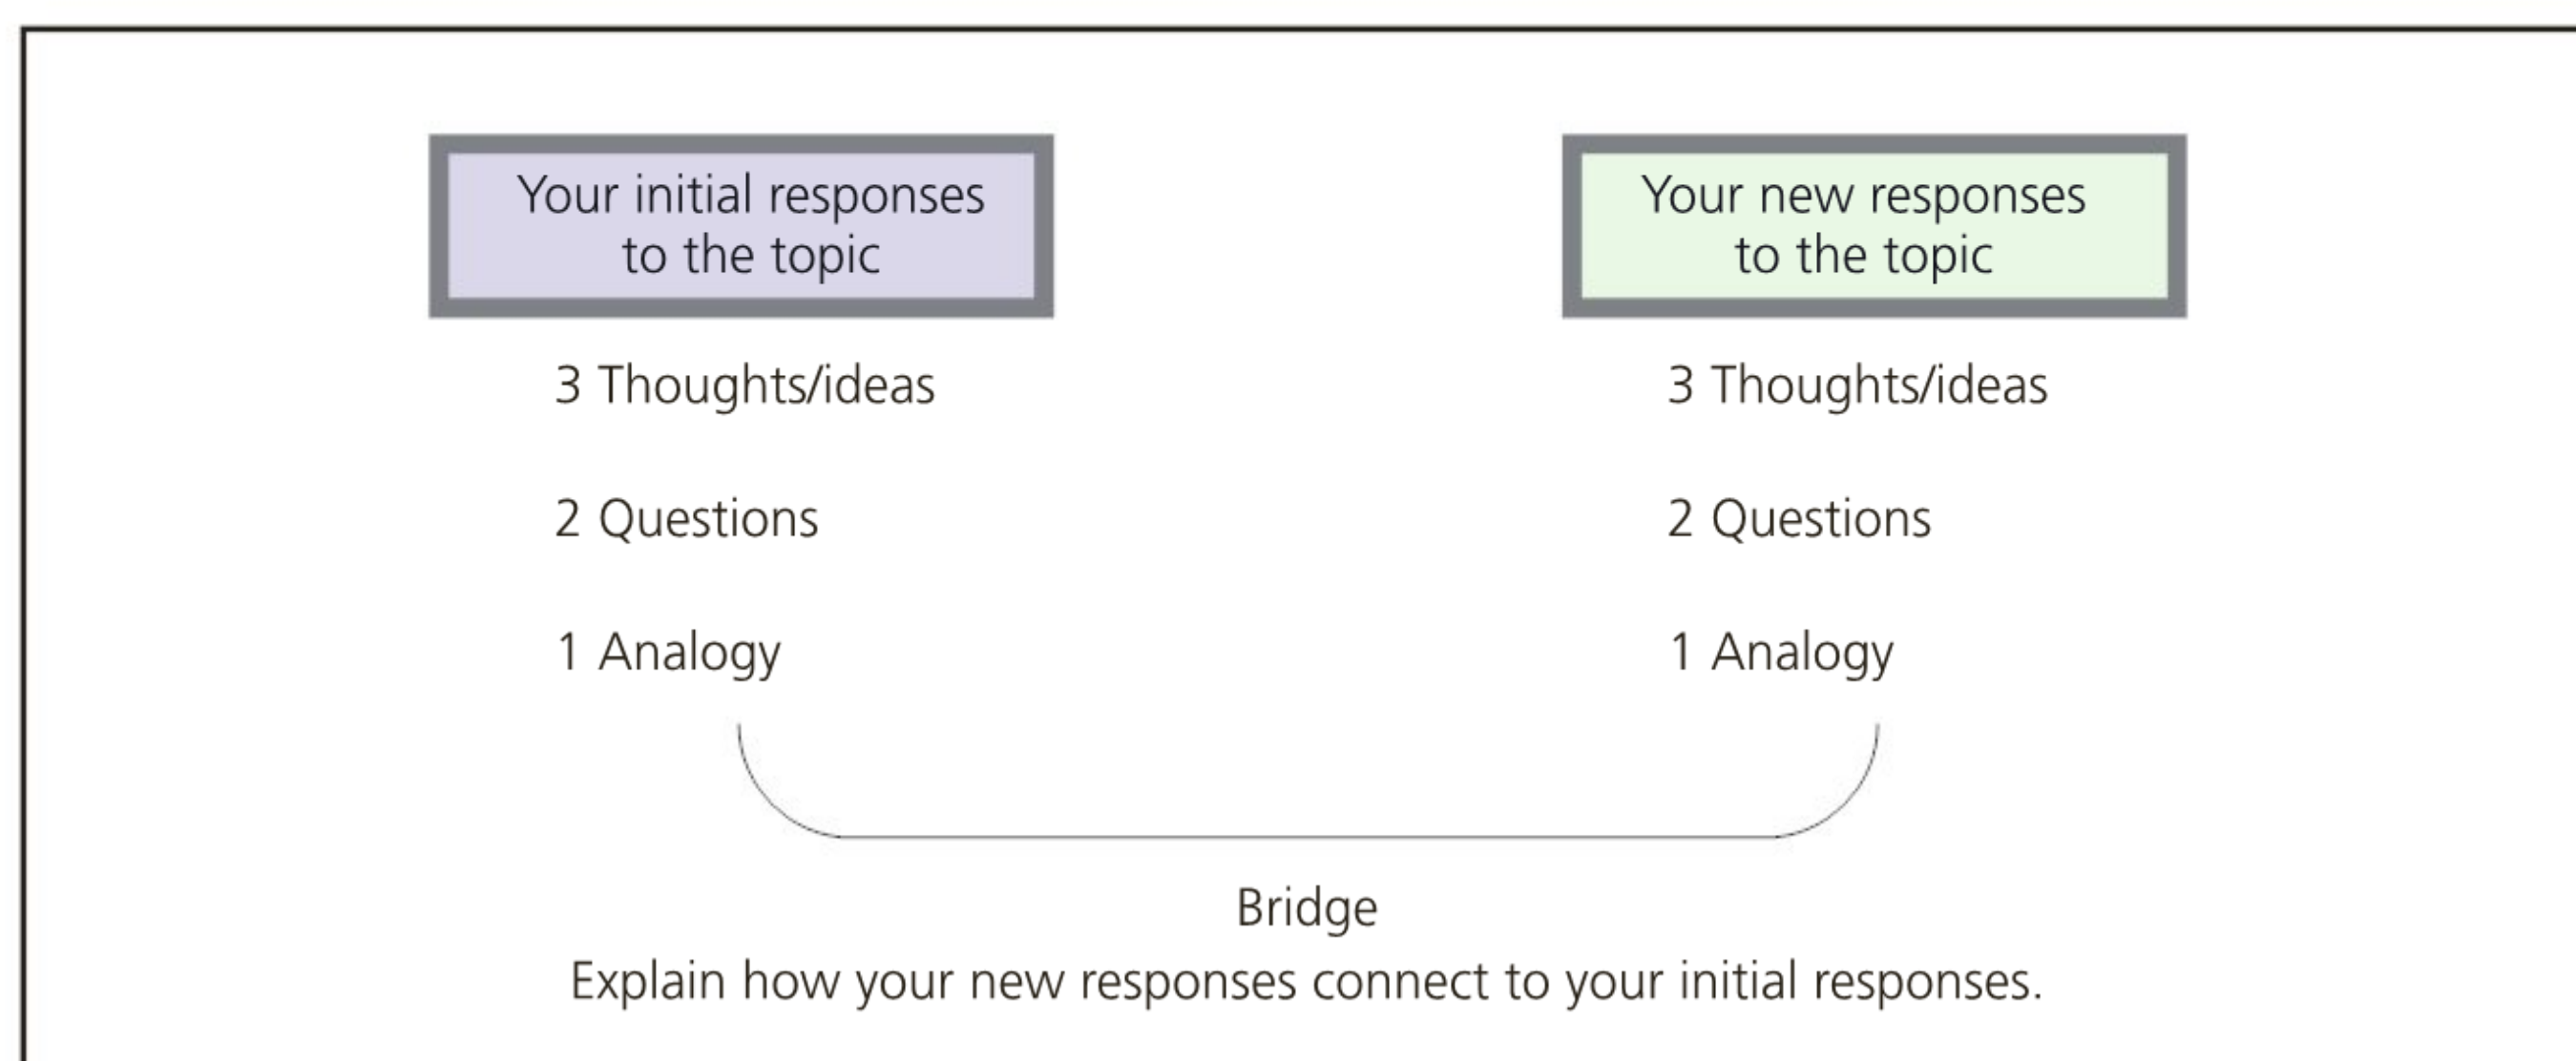 Your initial responses
to the topic
3 Thoughts/ideas
2 Questions
1 Analogy
Your new responses
to the topic
3 Thoughts/ideas
2 Questions
1 Analogy
Bridge
Explain how your new responses connect to your initial responses.